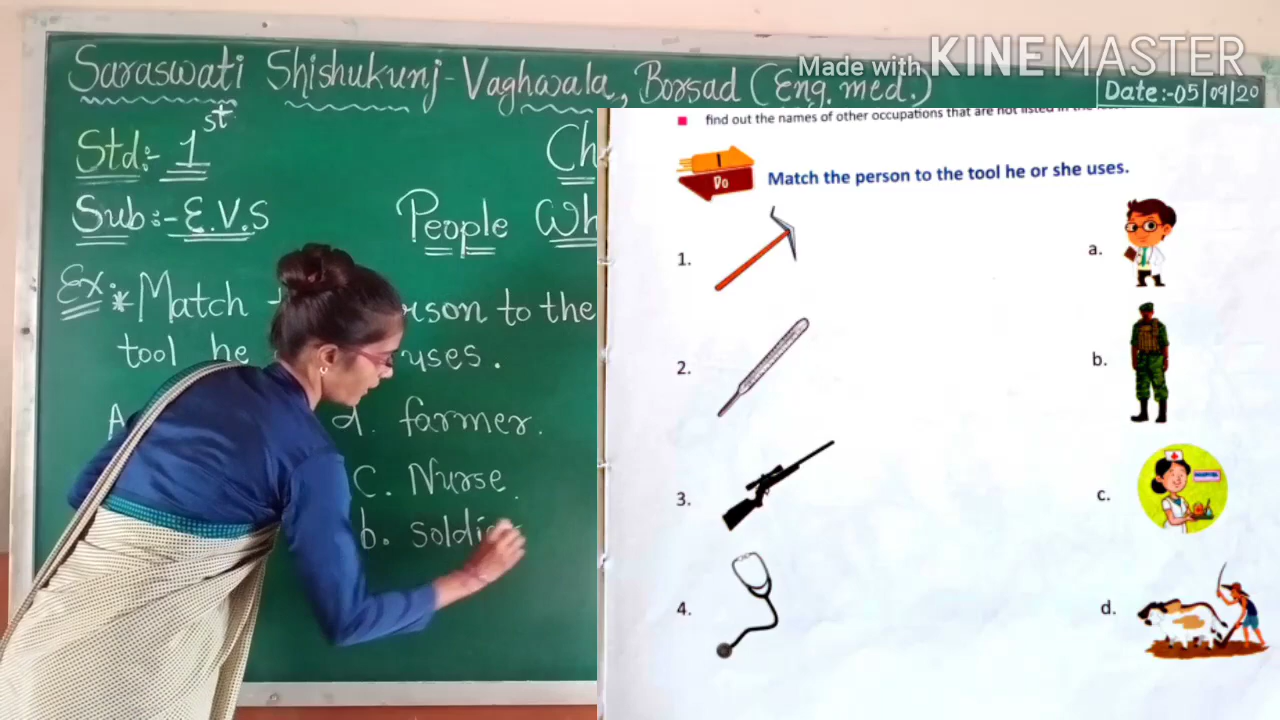 Saraswati Shishukunj-Vaghwala, Borsad (Eng. med.)
Made with KINEMASTER
Date:-05/09/20
Std:- 1st
Ch
Sub:- E.V.S
People Wh
Ex:* Match rson to the
tool he uses.
A
d. farmer.
c. Nurse.
b. soldie
find out the names of other occupations that are not listed in the
Do
Match the person to the tool he or she uses.
1.
a.
2.
b.
3.
c.
4.
d.